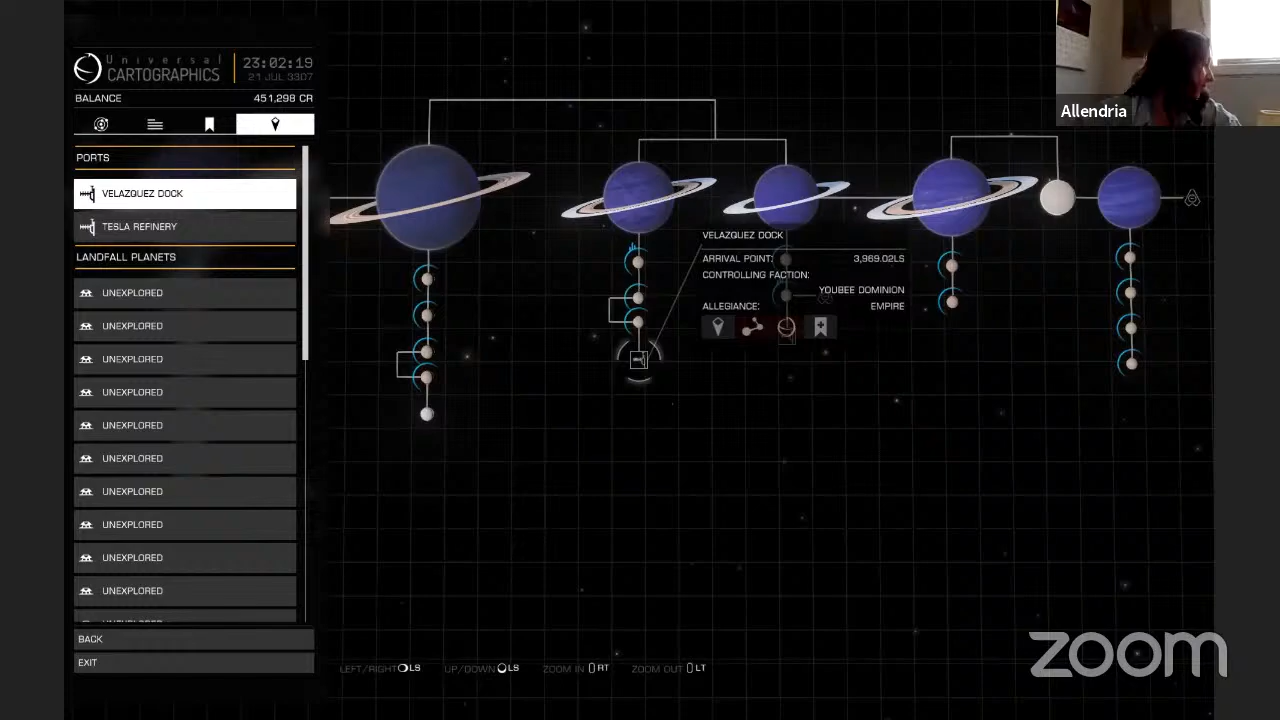 Universal
CARTOGRAPHICS
23:02:19
21 JUL 3307
BALANCE 451,298 CR
PORTS
VELAZQUEZ DOCK
TESLA REFINERY
LANDFALL PLANETS
UNEXPLORED
UNEXPLORED
UNEXPLORED
UNEXPLORED
UNEXPLORED
UNEXPLORED
UNEXPLORED
UNEXPLORED
UNEXPLORED
UNEXPLORED
BACK
EXIT
VELAZQUEZ DOCK
ARRIVAL POINT: 3,969.02LS
CONTROLLING FACTION:
YOUBEE DOMINION
ALLEGIANCE: EMPIRE
LEFT/RIGHT LS UP/DOWN LS ZOOM IN RT ZOOM OUT LT
Allendria
zoom